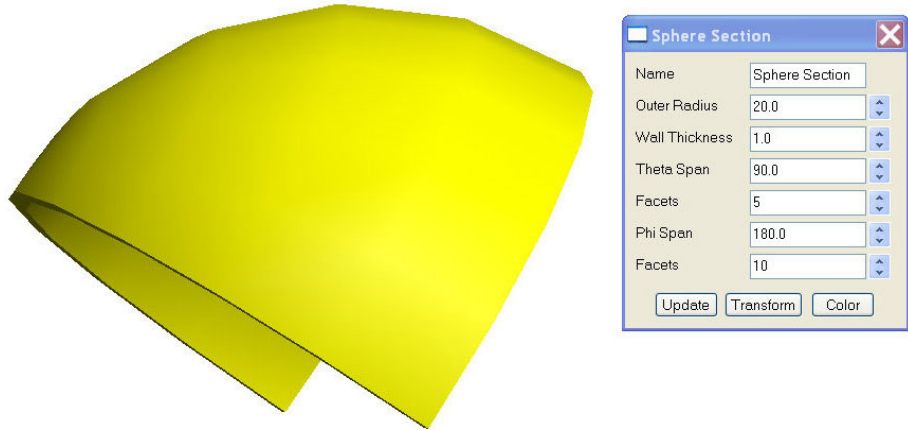 Sphere Section
Name Sphere Section
Outer Radius 20.0
Wall Thickness 1.0
Theta Span 90.0
Facets 5
Phi Span 180.0
Facets 10
Update Transform Color